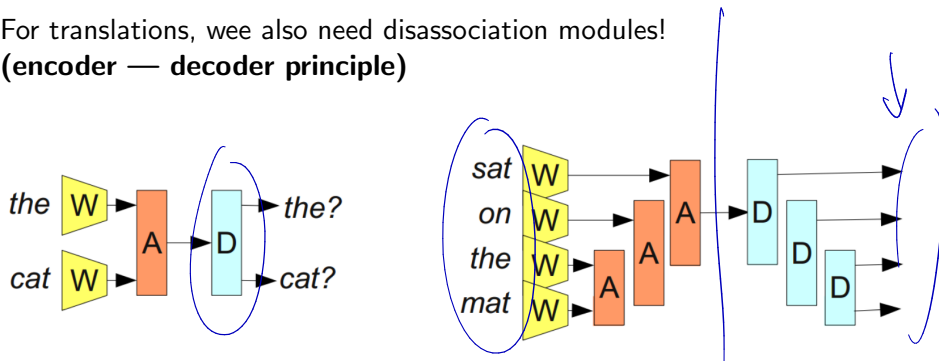 For translations, wee also need disassociation modules!
(encoder — decoder principle)
the W A D the?
cat W cat?
sat W A D
on W A D
the W A D
mat W